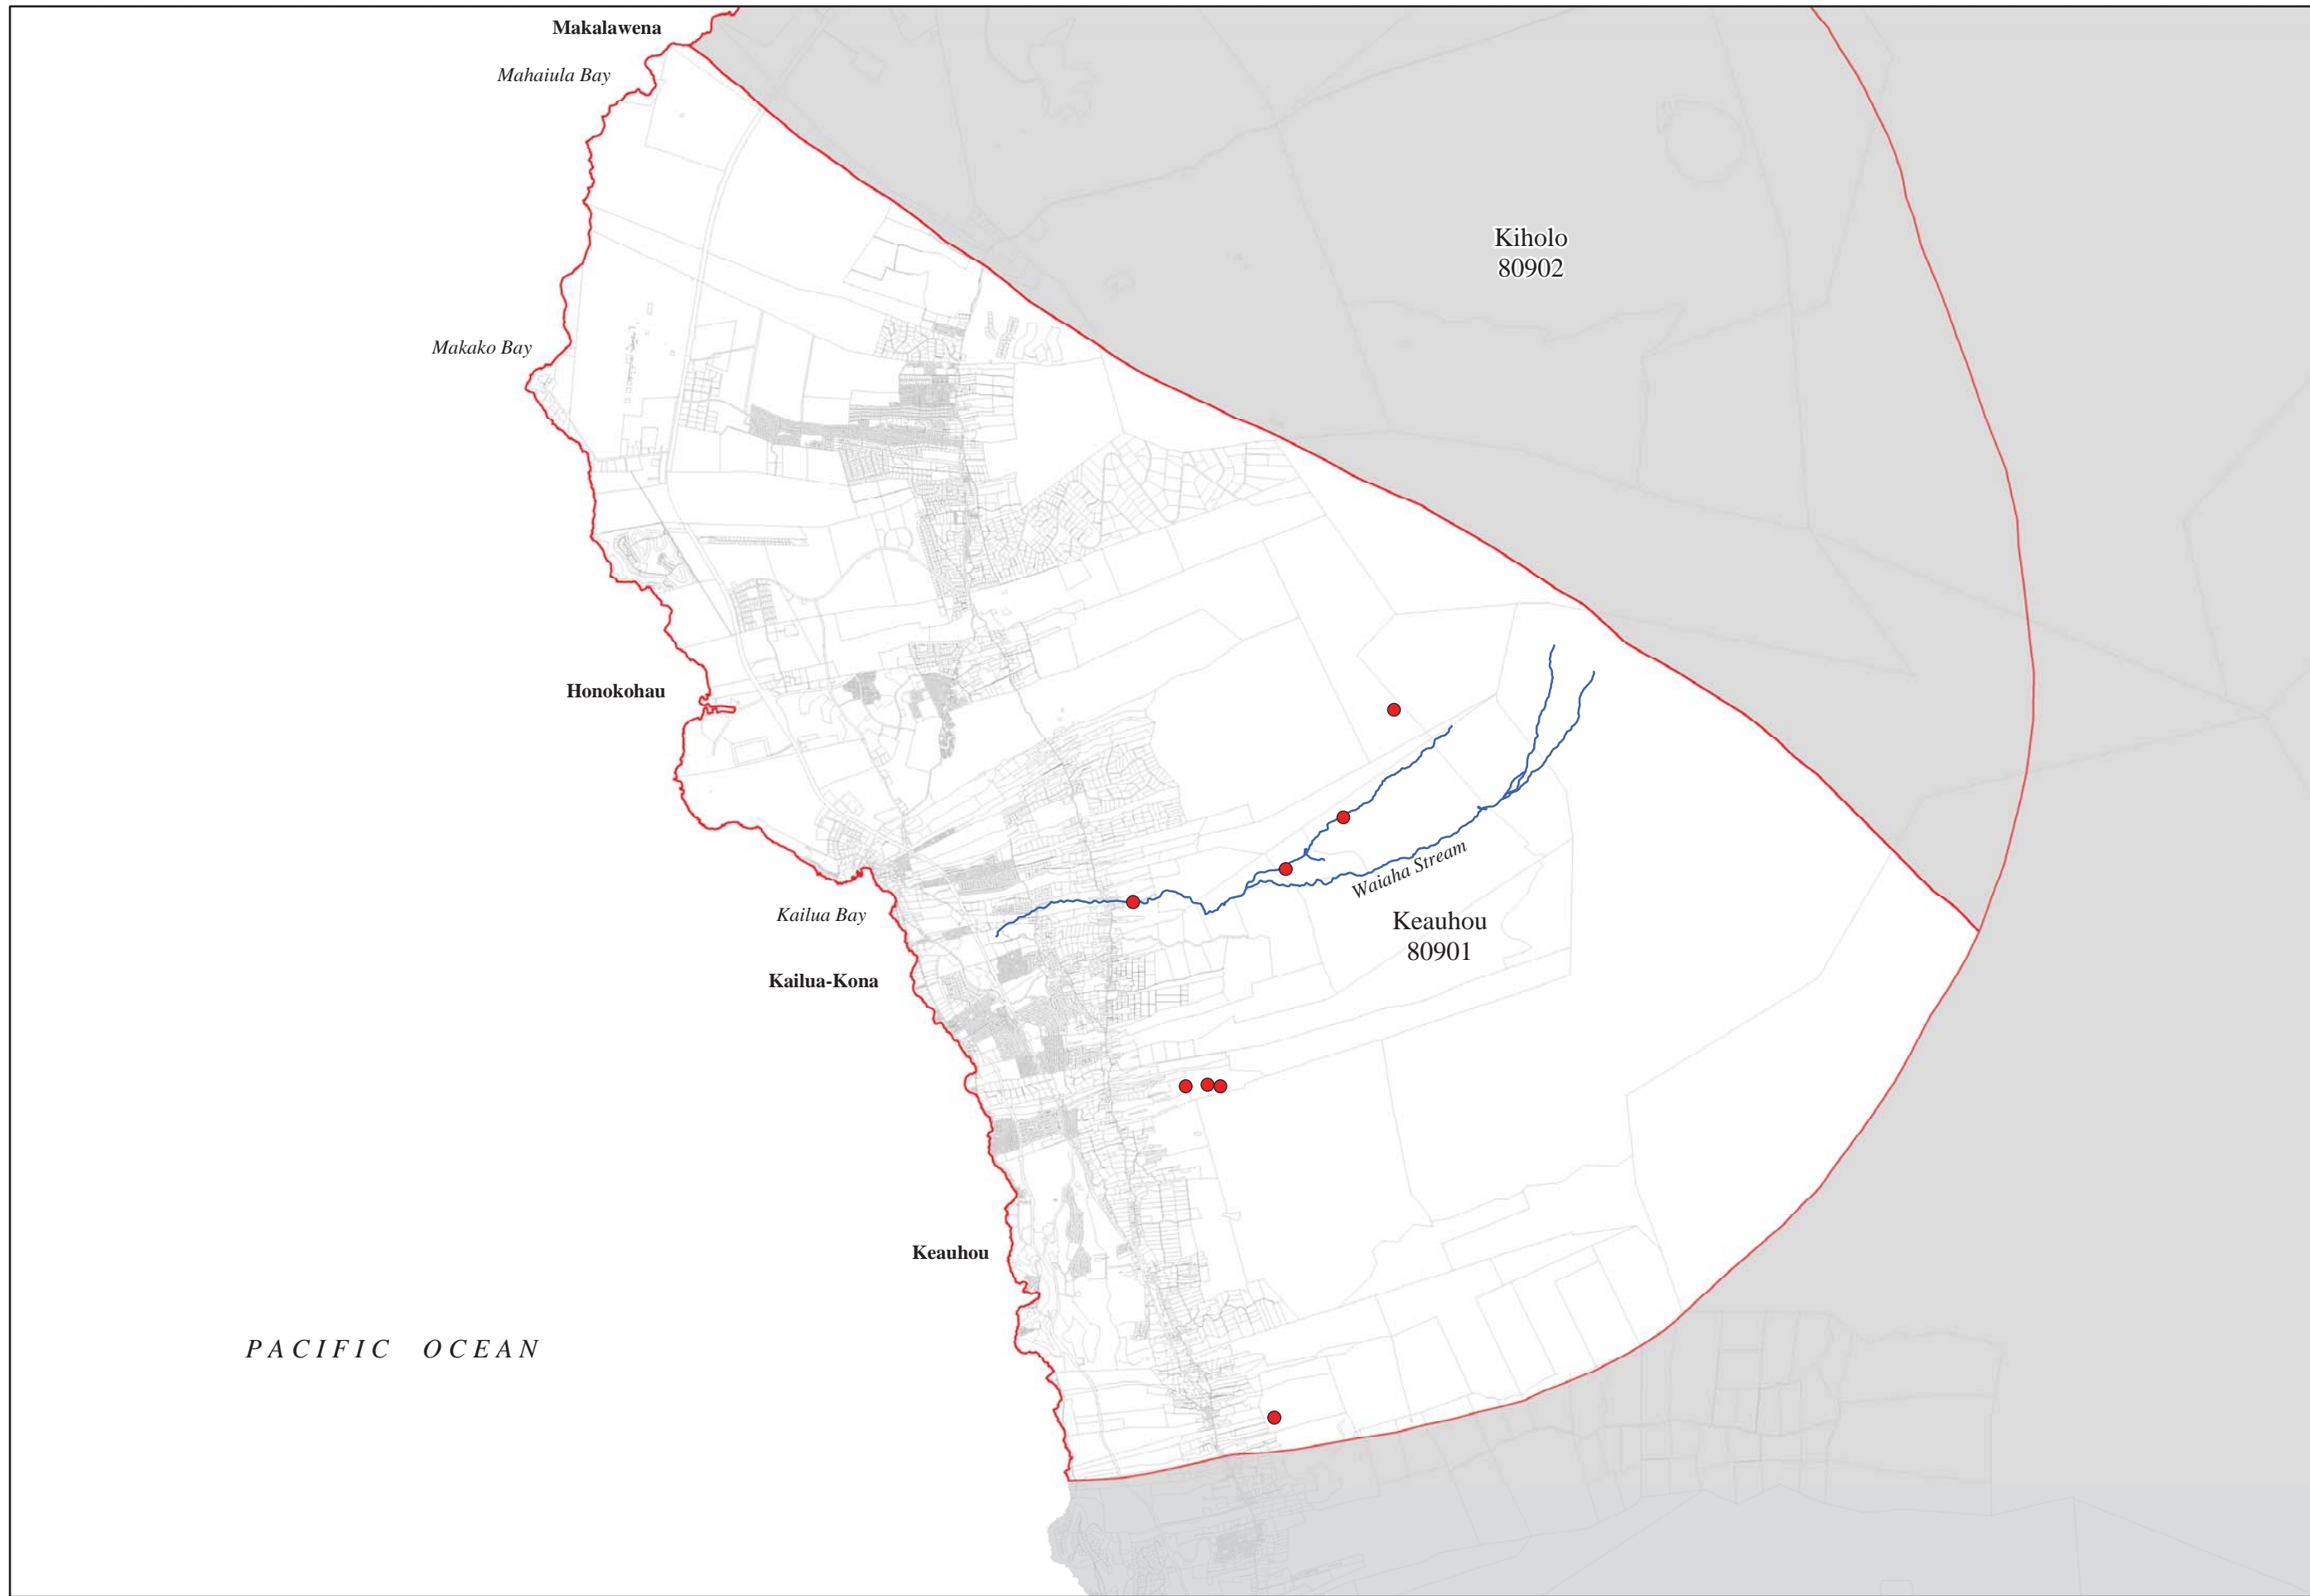 Makalawena
Mahaiula Bay
Kiholo
80902
Makako Bay
Honokohau
Waiaha Stream
Kailua Bay
Keauhou
80901
Kailua-Kona
Keauhou
PACIFIC OCEAN